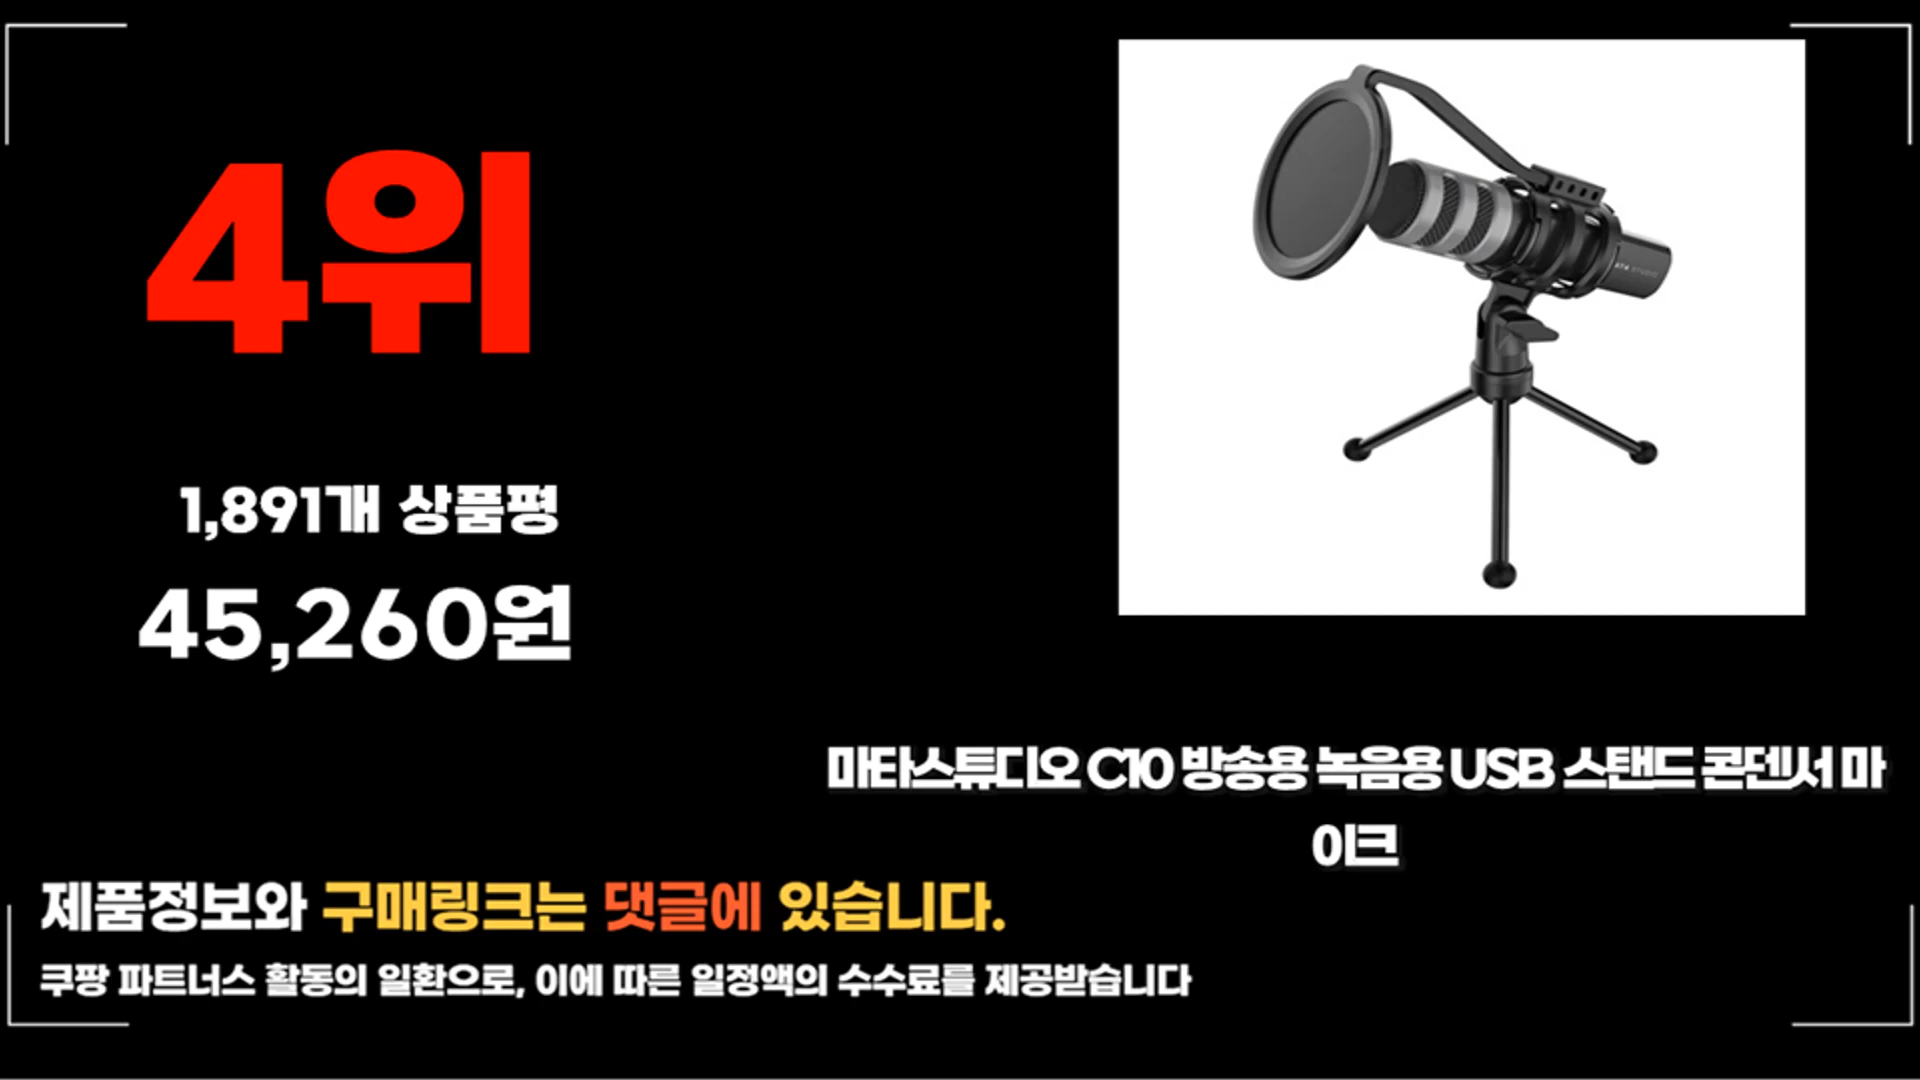 4위
1,891개 상품평
45,260원
STUDIO
마타스튜디오 C10 방송용 녹음용 USB 스탠드 콘덴서 마
이크
제품정보와 구매링크는 댓글에 있습니다.
쿠팡 파트너스 활동의 일환으로, 이에 따른 일정액의 수수료를 제공받습니다